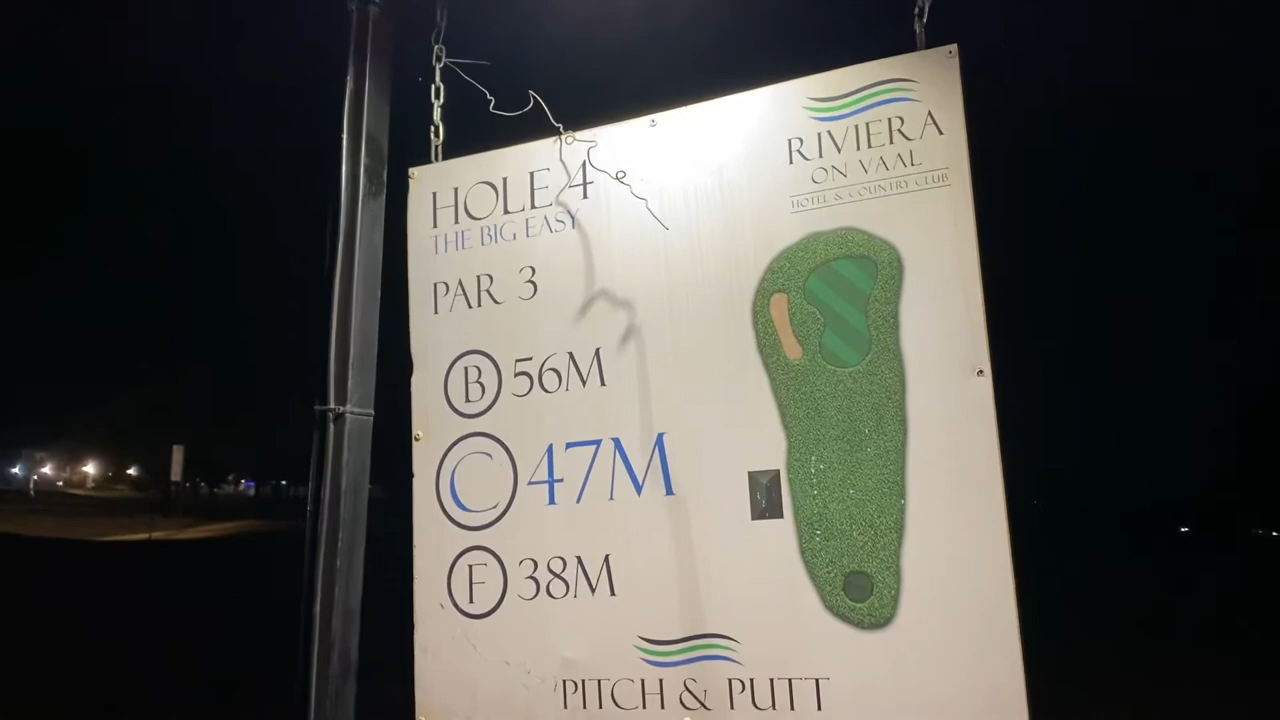 HOLE 4
THE BIG EASY
PAR 3
B 56M
C 47M
F 38M
RIVIERA
ON VAAL
HOTEL & COUNTRY CLUB
PITCH & PUTT